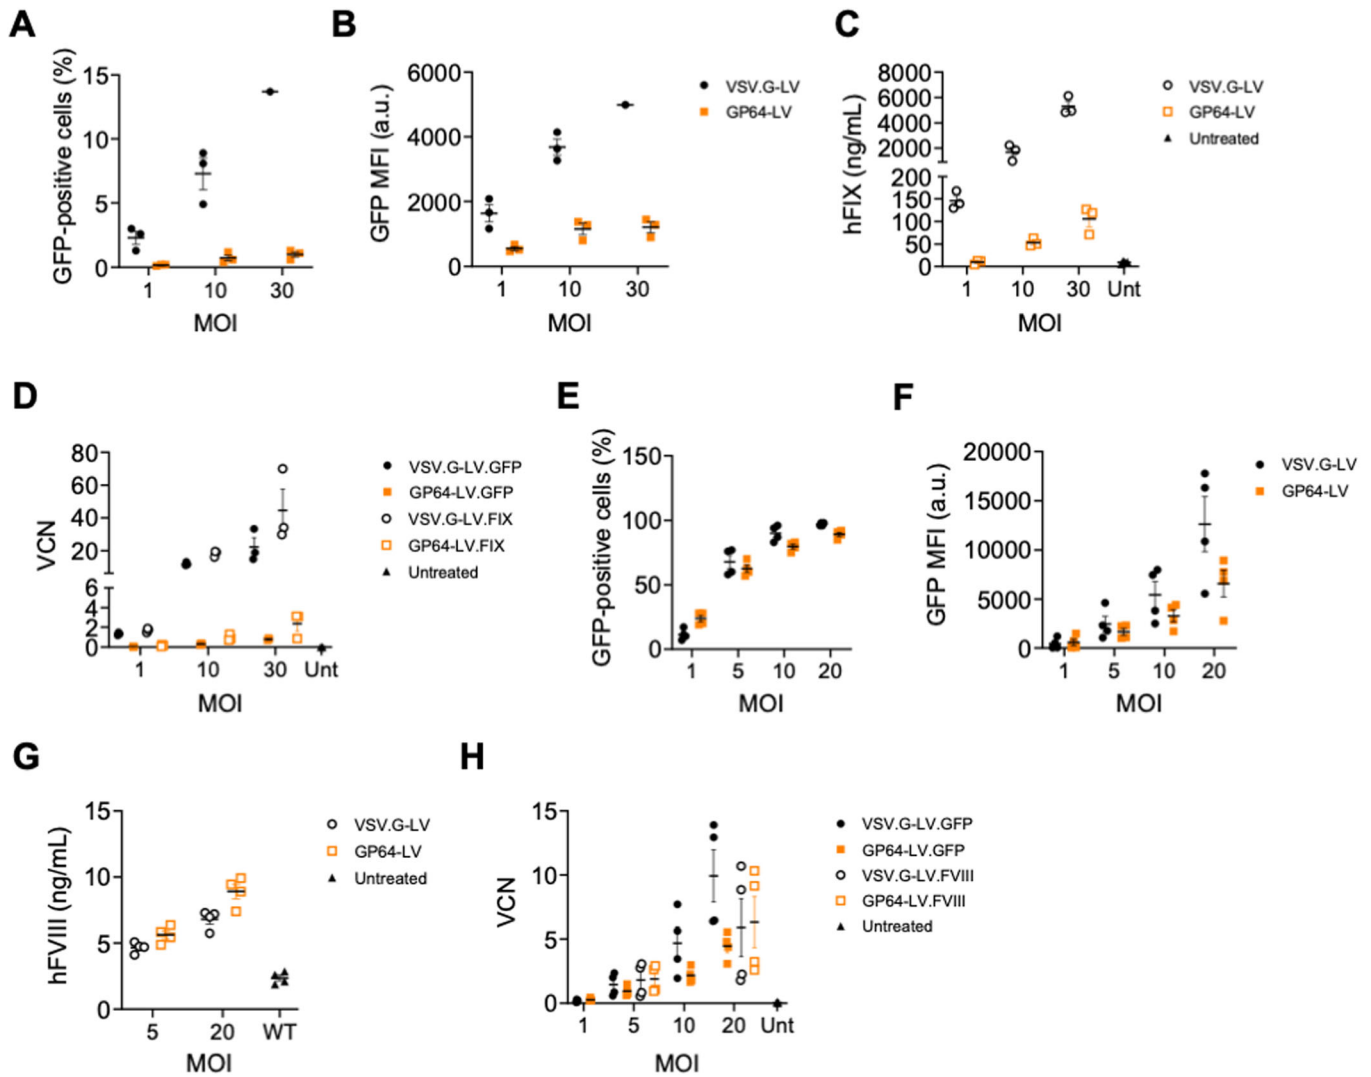 A
GFP-positive cells (%)
15
10
5
0
1 10 30
MOI
B
GFP MFI (a.u.)
6000
4000
2000
0
1 10 30
MOI
VSV.G-LV
GP64-LV
C
hFIX (ng/mL)
8000
6000
4000
2000
200
150
100
50
0
1 10 30 Unt
MOI
VSV.G-LV
GP64-LV
Untreated
D
VCN
80
60
40
20
6
4
2
0
1 10 30 Unt
MOI
VSV.G-LV.GFP
GP64-LV.GFP
VSV.G-LV.FIX
GP64-LV.FIX
Untreated
E
GFP-positive cells (%)
150
100
50
0
1 5 10 20
MOI
F
GFP MFI (a.u.)
20000
15000
10000
5000
0
1 5 10 20
MOI
VSV.G-LV
GP64-LV
G
hFVIII (ng/mL)
15
10
5
0
5 20 WT
MOI
VSV.G-LV
GP64-LV
Untreated
H
VCN
15
10
5
0
1 5 10 20 Unt
MOI
VSV.G-LV.GFP
GP64-LV.GFP
VSV.G-LV.FVIII
GP64-LV.FVIII
Untreated